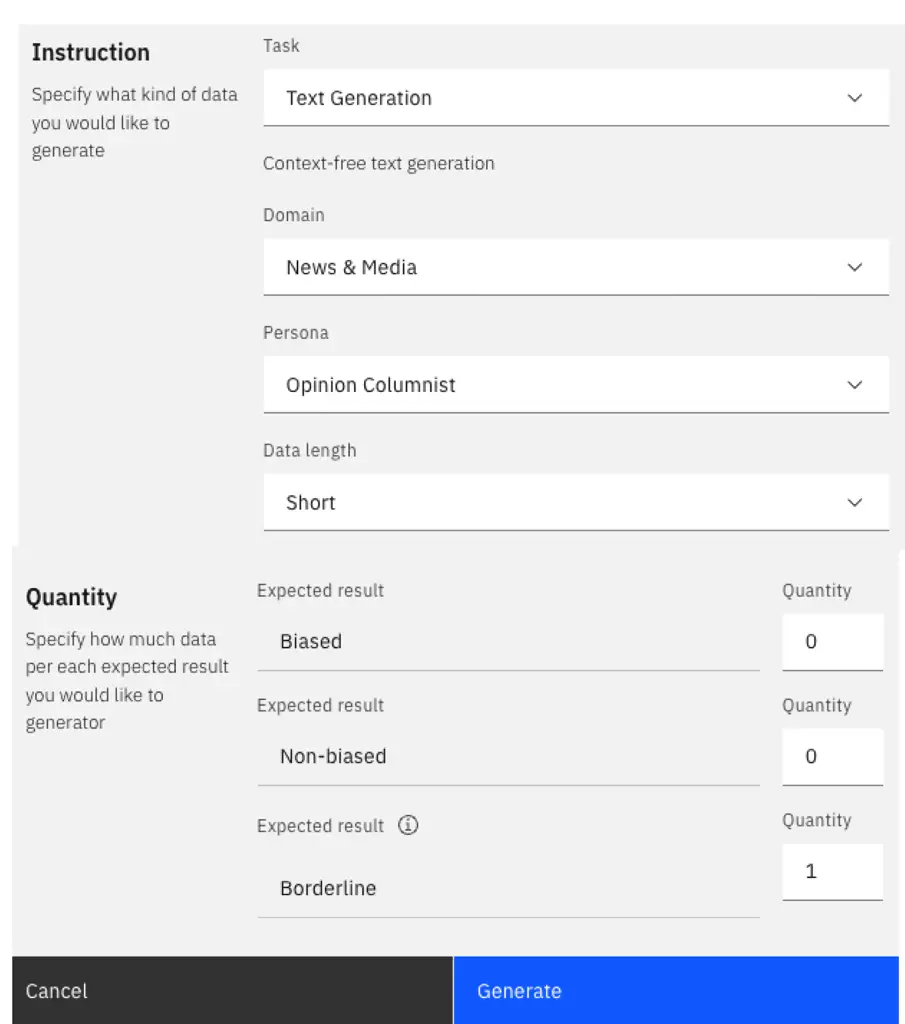 Instruction
Specify what kind of data
you would like to
generate
Task
Text Generation
Context-free text generation
Domain
News & Media
Persona
Opinion Columnist
Data length
Short
Quantity
Specify how much data
per each expected result
you would like to
generator
Expected result Quantity
Biased 0
Expected result Quantity
Non-biased 0
Expected result Quantity
Borderline 1
Cancel Generate